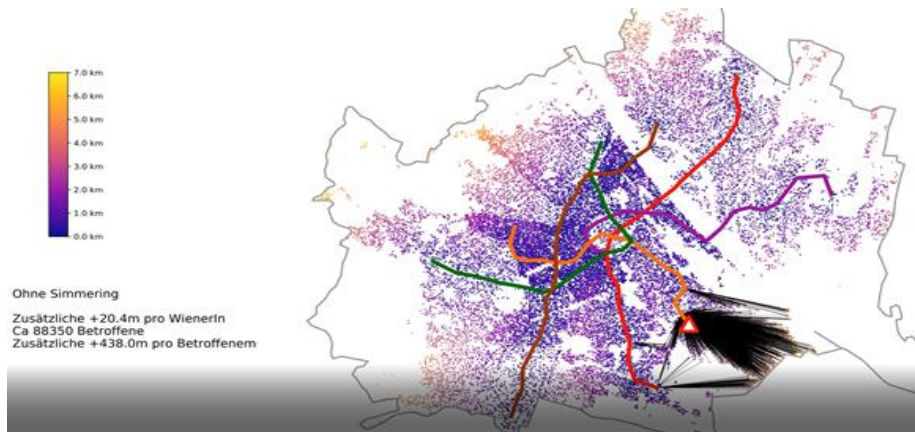 7.0 km
6.0 km
5.0 km
4.0 km
3.0 km
2.0 km
1.0 km
0.0 km
Ohne Simmering
Zusätzliche +20.4m pro WienerIn
Ca 88350 Betroffene
Zusätzliche +438.0m pro Betroffenem